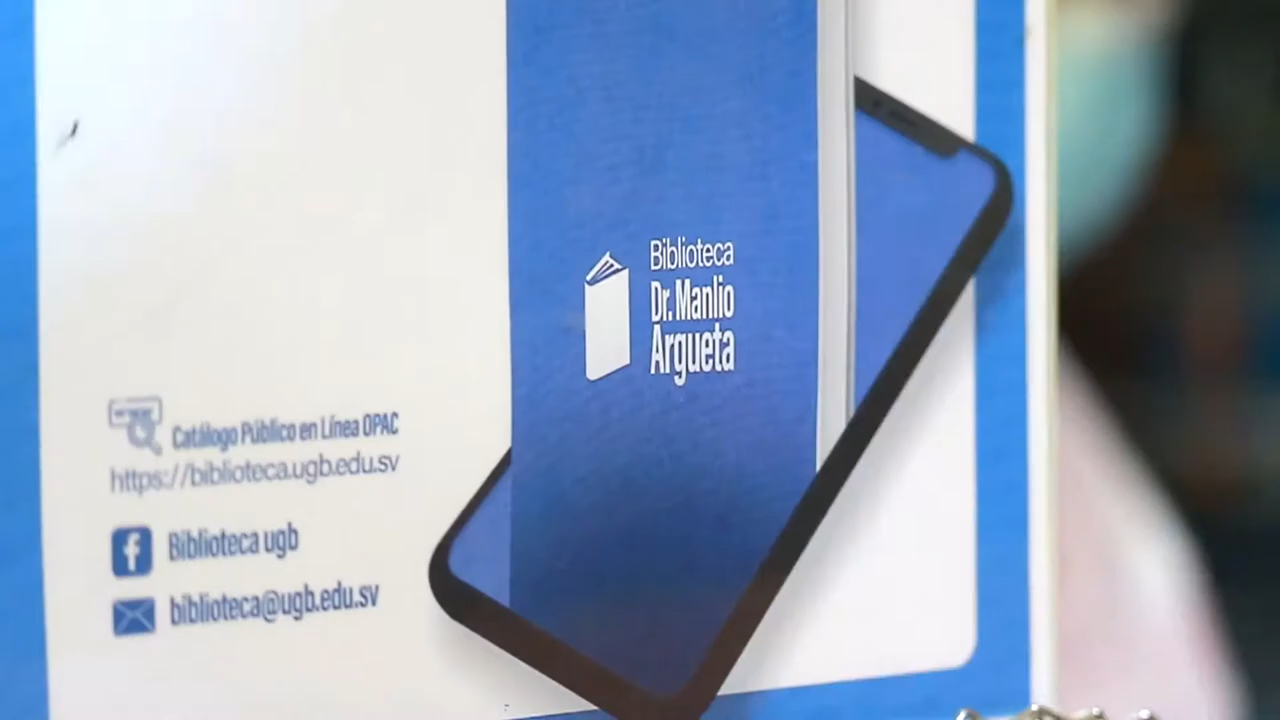 Biblioteca
Dr. Manlio
Argueta
Catálogo Público en Línea OPAC
https://biblioteca.ugb.edu.sv
Biblioteca ugb
biblioteca@ugb.edu.sv